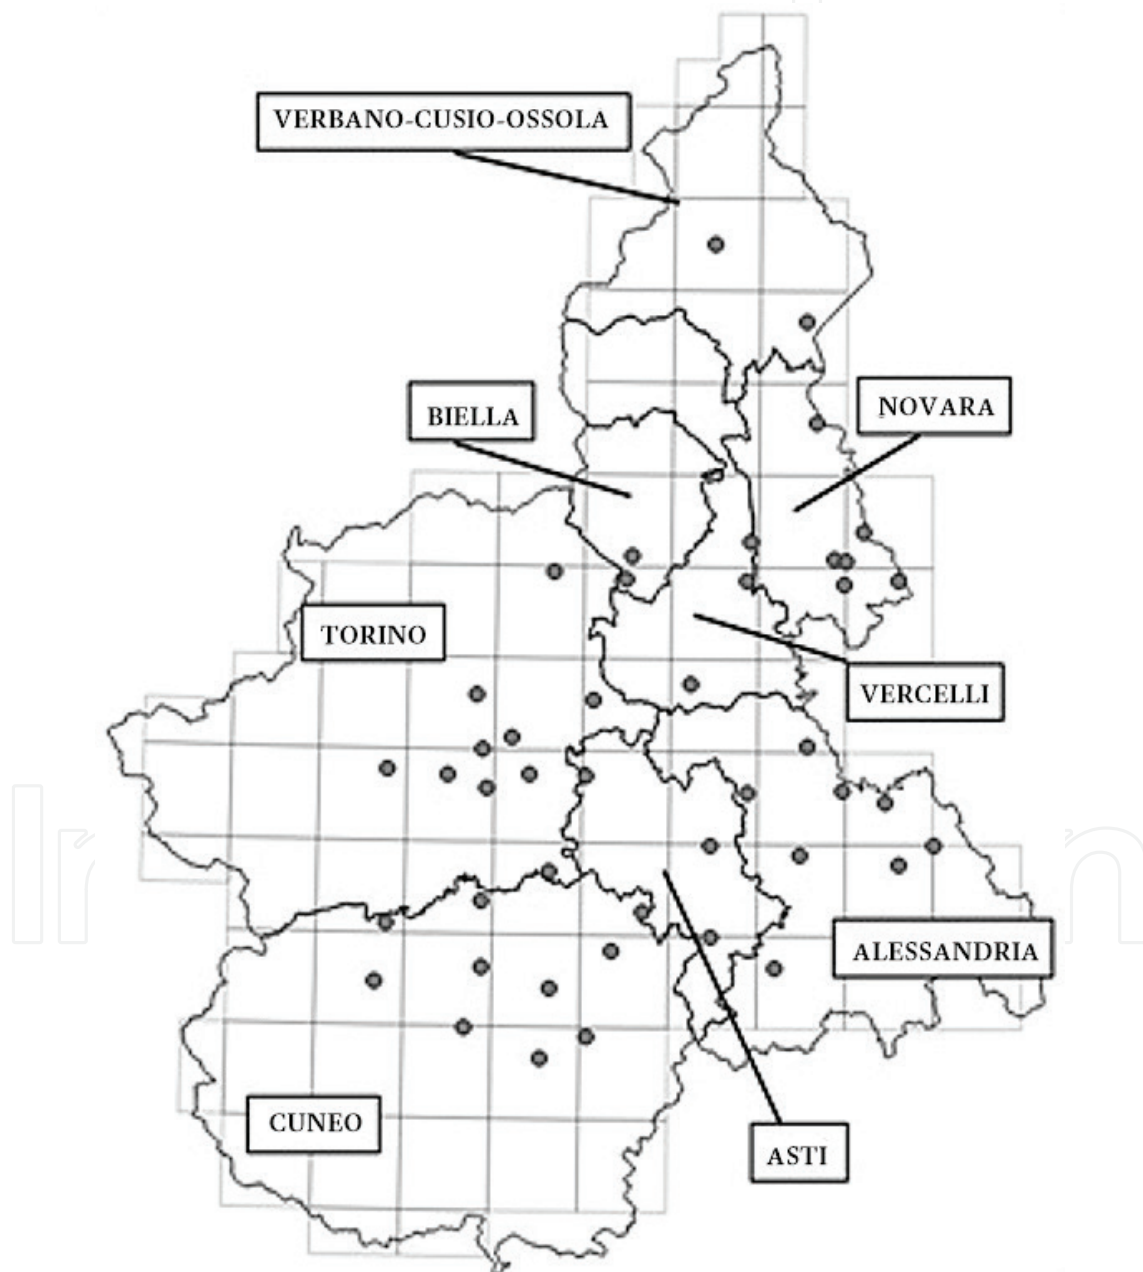 VERBANO-CUSIO-OSSOLA
NOVARA
BIELLA
TORINO
VERCELLI
ALESSANDRIA
CUNEO
ASTI